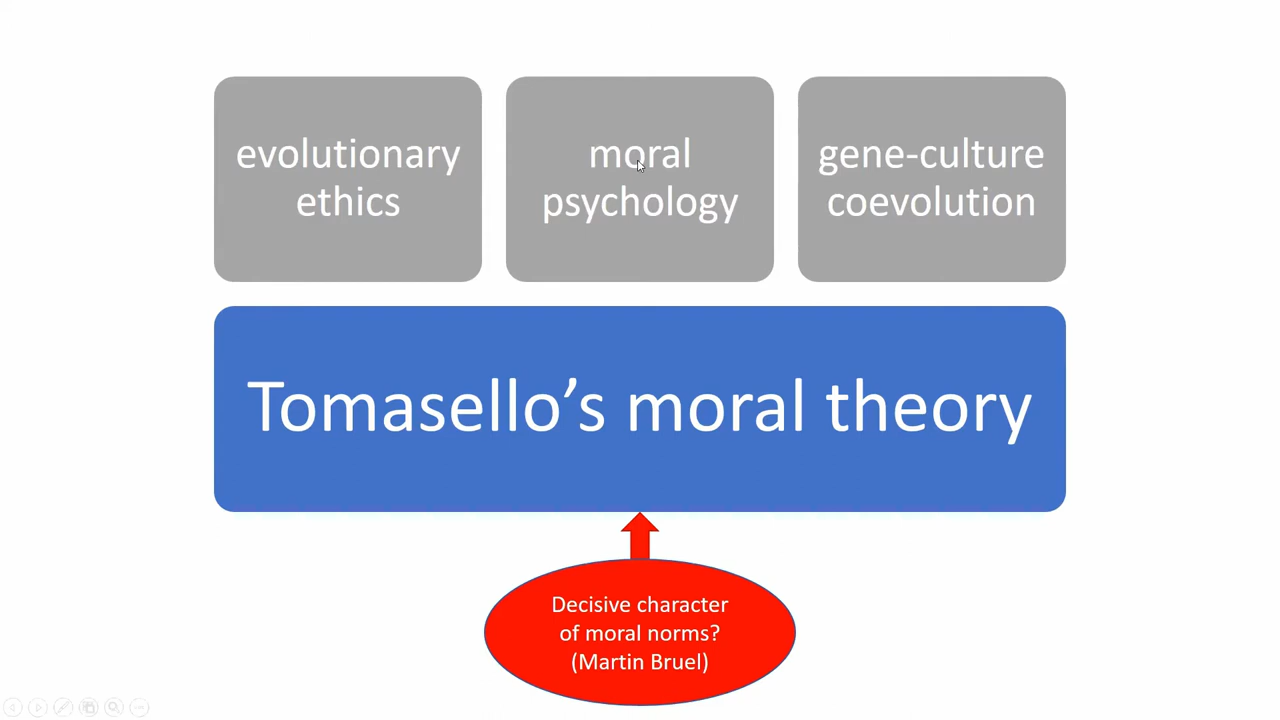 evolutionary
ethics
moral
psychology
gene-culture
coevolution
Tomasello’s moral theory
Decisive character
of moral norms?
(Martin Bruel)